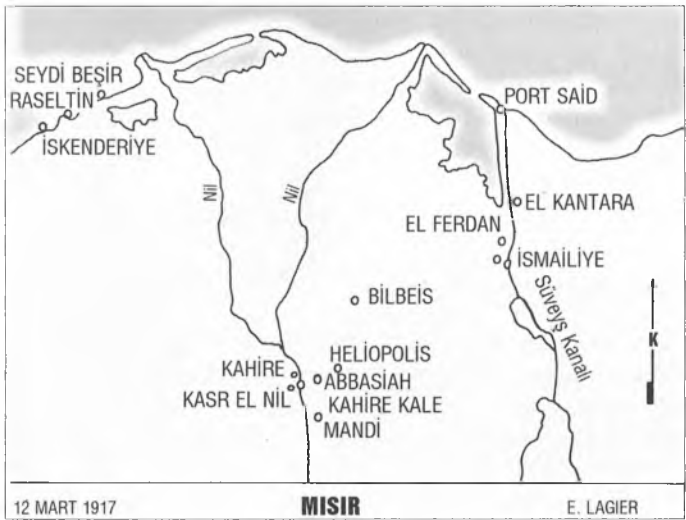 SEYDİ BEŞİR
RASELTİN
İSKENDERİYE
PORT SAİD
EL KANTARA
EL FERDAN
İSMAİLİYE
Nil
Nil
BİLBEİS
Süveyş Kanalı
K
HELİOPOLİS
KAHİRE
ABBASİAH
KASR EL NİL
KAHİRE KALE
MANDİ
12 MART 1917
MISIR
E. LAGIER